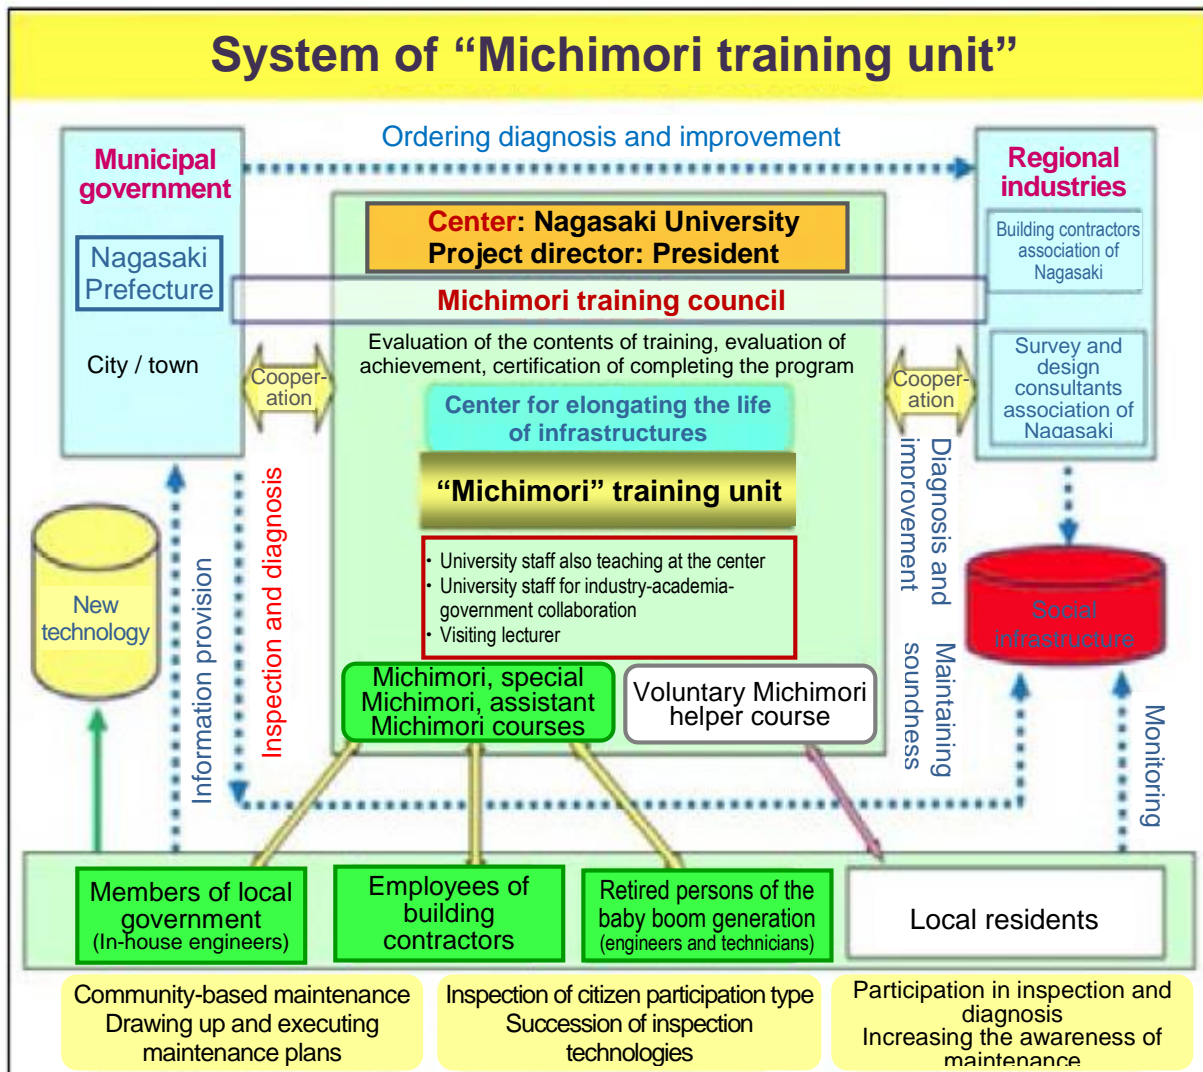 System of “Michimori training unit”
Ordering diagnosis and improvement
Municipal
government
Nagasaki
Prefecture
City / town
Regional
industries
Building contractors
association of
Nagasaki
Survey and
design
consultants
association of
Nagasaki
Center: Nagasaki University
Project director: President
Michimori training council
Evaluation of the contents of training, evaluation of
achievement, certification of completing the program
Cooper-
ation
Cooper-
ation
Center for elongating the life
of infrastructures
“Michimori” training unit
• University staff also teaching at the center
• University staff for industry-academia-
government collaboration
• Visiting lecturer
Michimori, special
Michimori, assistant
Michimori courses
Voluntary Michimori
helper course
New
technology
Information provision
Inspection and diagnosis
Diagnosis and
improvement
Maintaining
soundness
Social
infrastructure
Monitoring
Members of local
government
(In-house engineers)
Employees of
building
contractors
Retired persons of the
baby boom generation
(engineers and technicians)
Local residents
Community-based maintenance
Drawing up and executing
maintenance plans
Inspection of citizen participation type
Succession of inspection
technologies
Participation in inspection and
diagnosis
Increasing the awareness of
maintenance